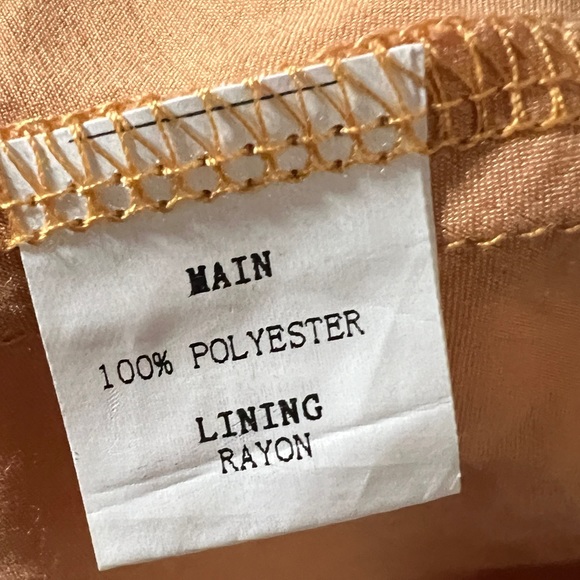 MAIN
100% POLYESTER
LINING
RAYON